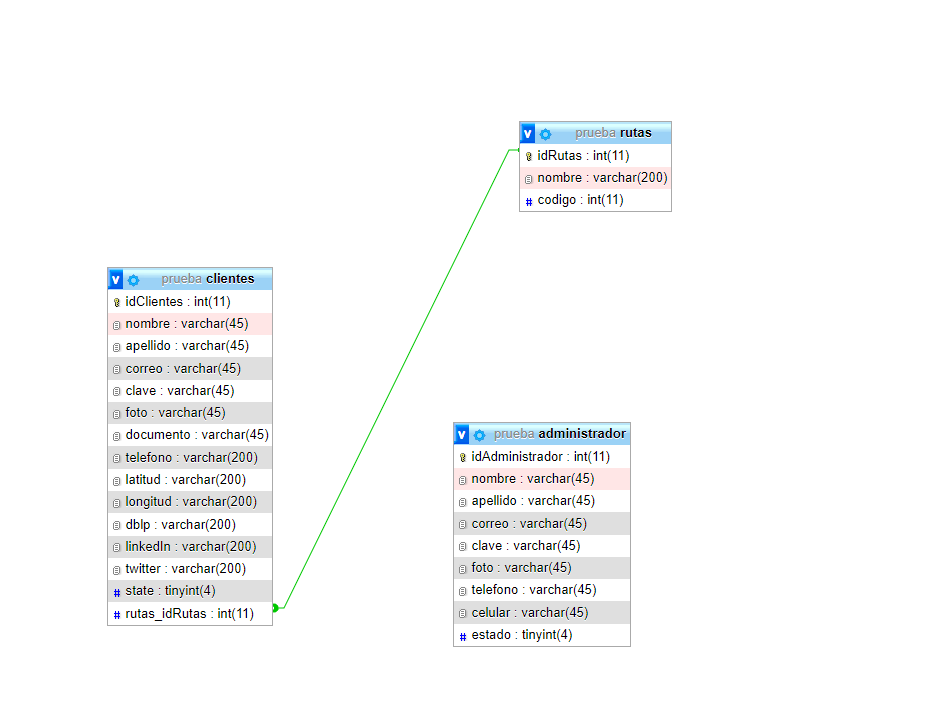 v prueba rutas
idRutas : int(11)
nombre : varchar(200)
# codigo : int(11)
v prueba clientes
idClientes : int(11)
nombre : varchar(45)
apellido : varchar(45)
correo : varchar(45)
clave : varchar(45)
foto : varchar(45)
documento : varchar(45)
telefono : varchar(200)
latitud : varchar(200)
longitud : varchar(200)
dblp : varchar(200)
linkedIn : varchar(200)
twitter : varchar(200)
# state : tinyint(4)
# rutas_idRutas : int(11)
v prueba administrador
idAdministrador : int(11)
nombre : varchar(45)
apellido : varchar(45)
correo : varchar(45)
clave : varchar(45)
foto : varchar(45)
telefono : varchar(45)
celular : varchar(45)
# estado : tinyint(4)